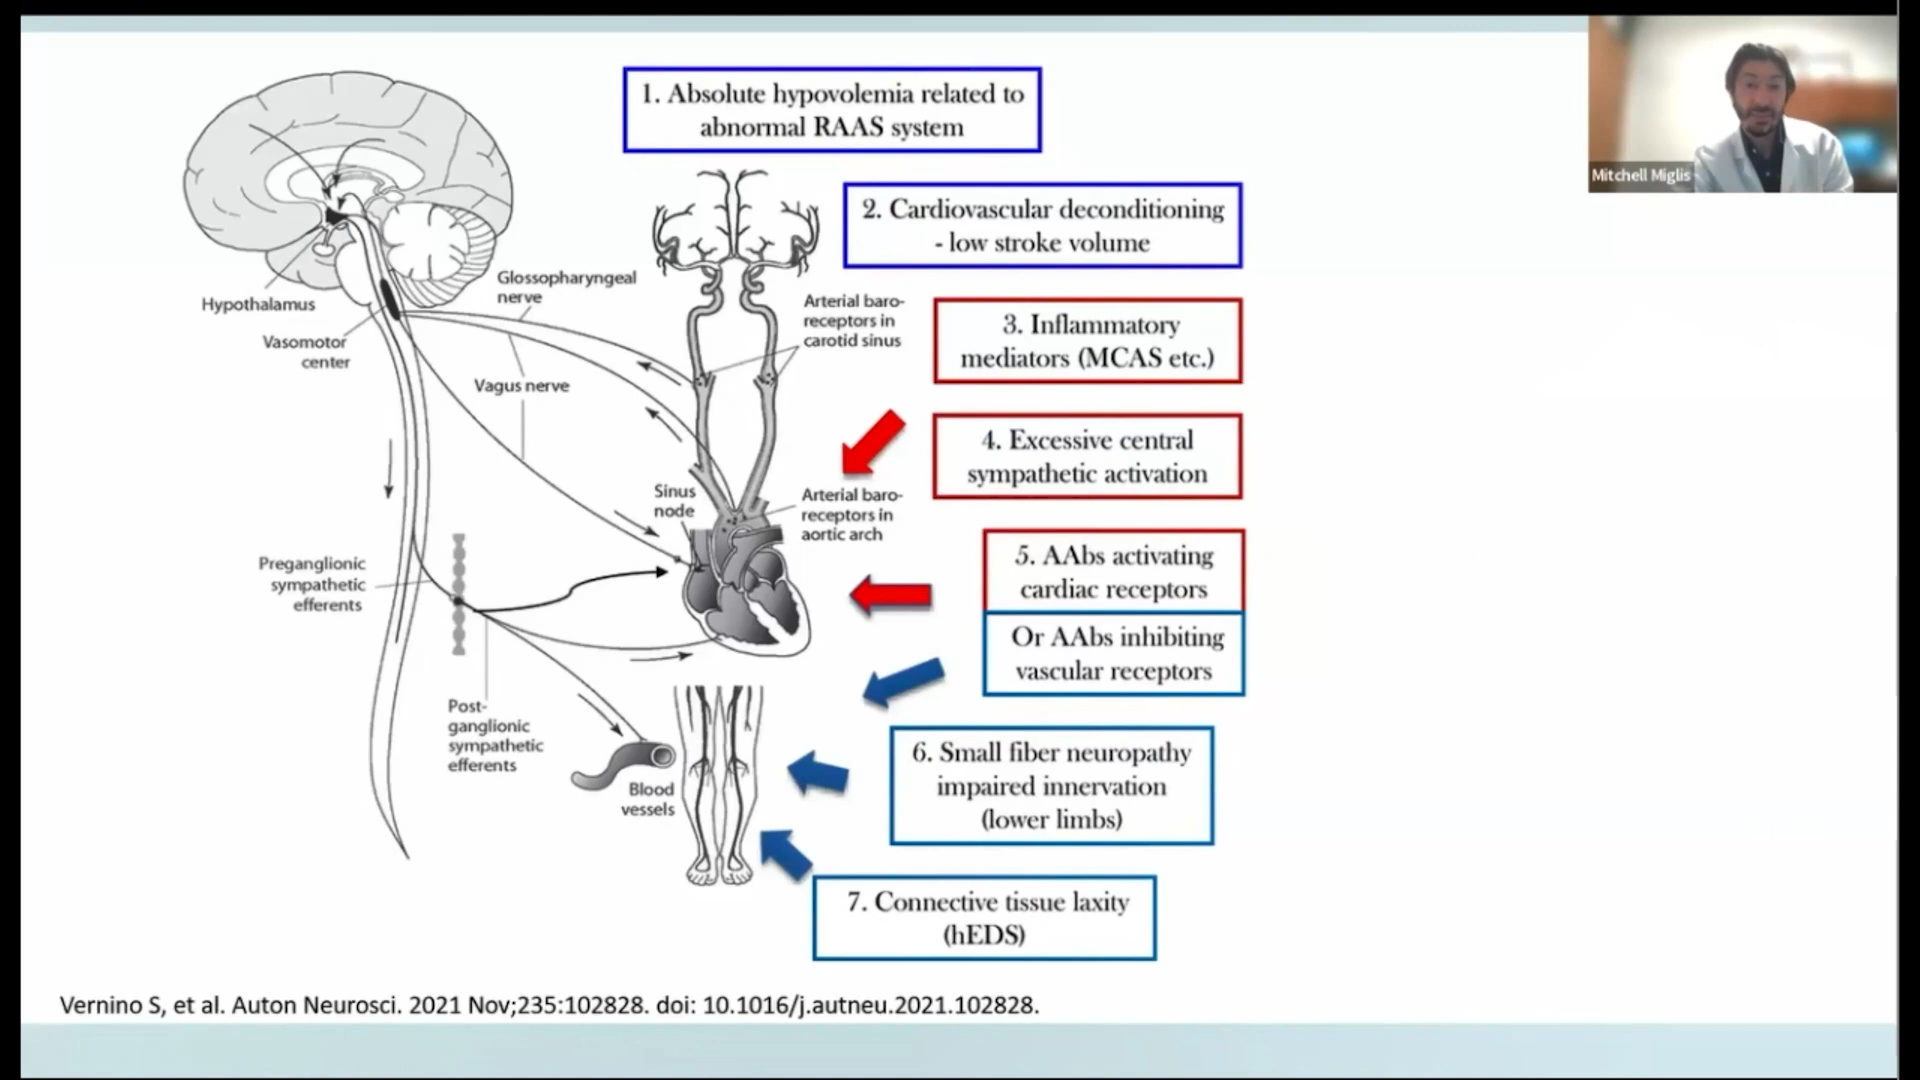 1. Absolute hypovolemia related to
abnormal RAAS system
Mitchell Miglis
2. Cardiovascular deconditioning
- low stroke volume
Glossopharyngeal
nerve
Hypothalamus
Arterial baro-
receptors in
carotid sinus
3. Inflammatory
mediators (MCAS etc.)
Vasomotor
center
Vagus nerve
4. Excessive central
sympathetic activation
Sinus
node
Arterial baro-
receptors in
aortic arch
5. AAbs activating
cardiac receptors
Preganglionic
sympathetic
efferents
Or AAbs inhibiting
vascular receptors
Post-
ganglionic
sympathetic
efferents
6. Small fiber neuropathy
impaired innervation
(lower limbs)
Blood
vessels
7. Connective tissue laxity
(hEDS)
Vernino S, et al. Auton Neurosci. 2021 Nov;235:102828. doi: 10.1016/j.autneu.2021.102828.